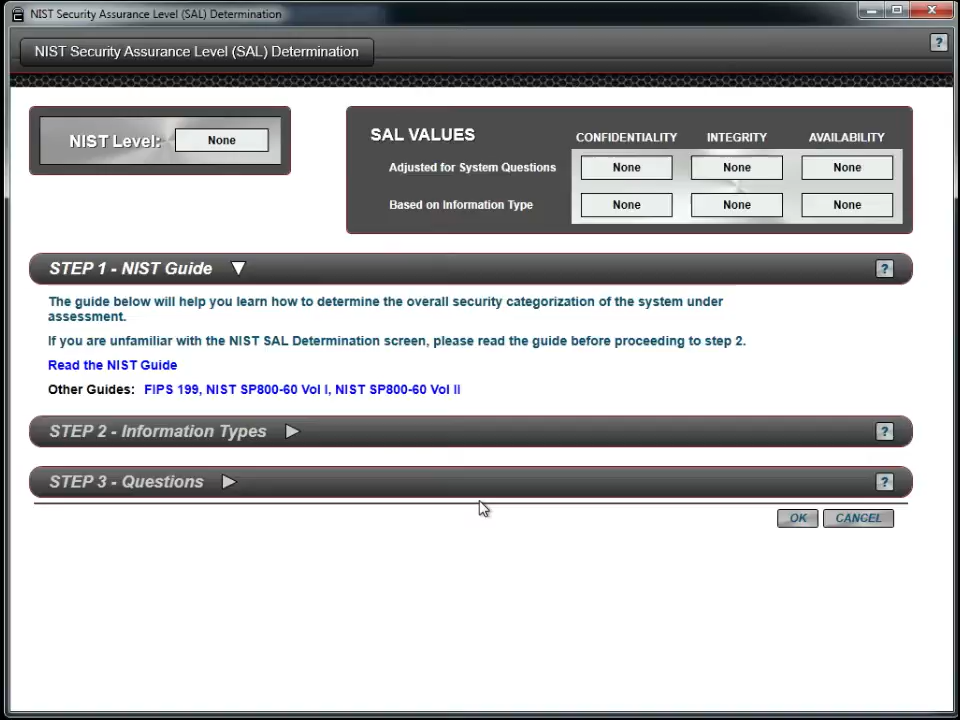 NIST Security Assurance Level (SAL) Determination
NIST Security Assurance Level (SAL) Determination
?
NIST Level: None
SAL VALUES CONFIDENTIALITY INTEGRITY AVAILABILITY
Adjusted for System Questions None None None
Based on Information Type None None None
STEP 1 - NIST Guide ?
The guide below will help you learn how to determine the overall security categorization of the system under
assessment.
If you are unfamiliar with the NIST SAL Determination screen, please read the guide before proceeding to step 2.
Read the NIST Guide
Other Guides: FIPS 199, NIST SP800-60 Vol I, NIST SP800-60 Vol II
STEP 2 - Information Types ?
STEP 3 - Questions ?
OK CANCEL